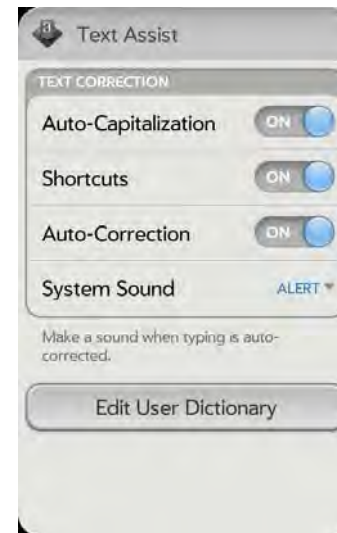 a
Text Assist
TEXT CORRECTION
Auto-Capitalization ON
Shortcuts ON
Auto-Correction ON
System Sound ALERT
Make a sound when typing is auto-
corrected.
Edit User Dictionary